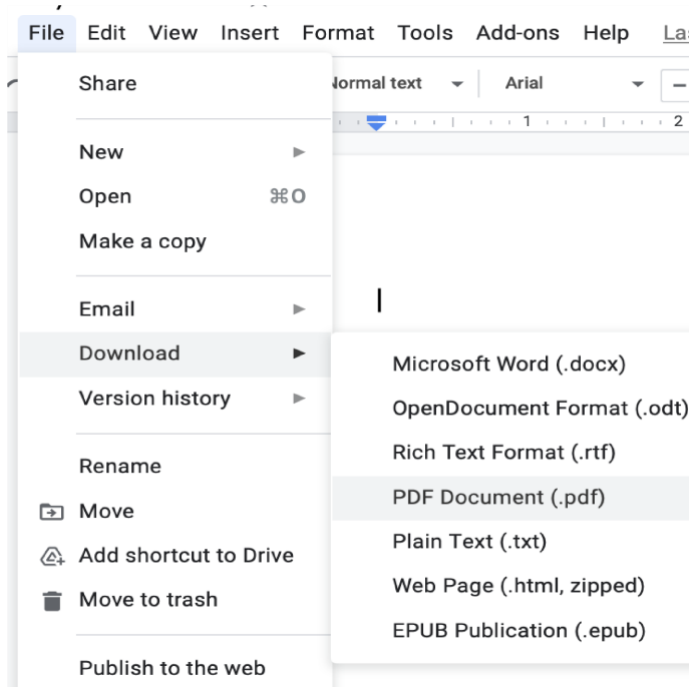 File Edit View Insert Format Tools Add-ons Help
Share
Normal text Arial
1 2
New
Open ⌘O
Make a copy
Email
Download
Version history
Rename
Move
Add shortcut to Drive
Move to trash
Publish to the web
Microsoft Word (.docx)
OpenDocument Format (.odt)
Rich Text Format (.rtf)
PDF Document (.pdf)
Plain Text (.txt)
Web Page (.html, zipped)
EPUB Publication (.epub)